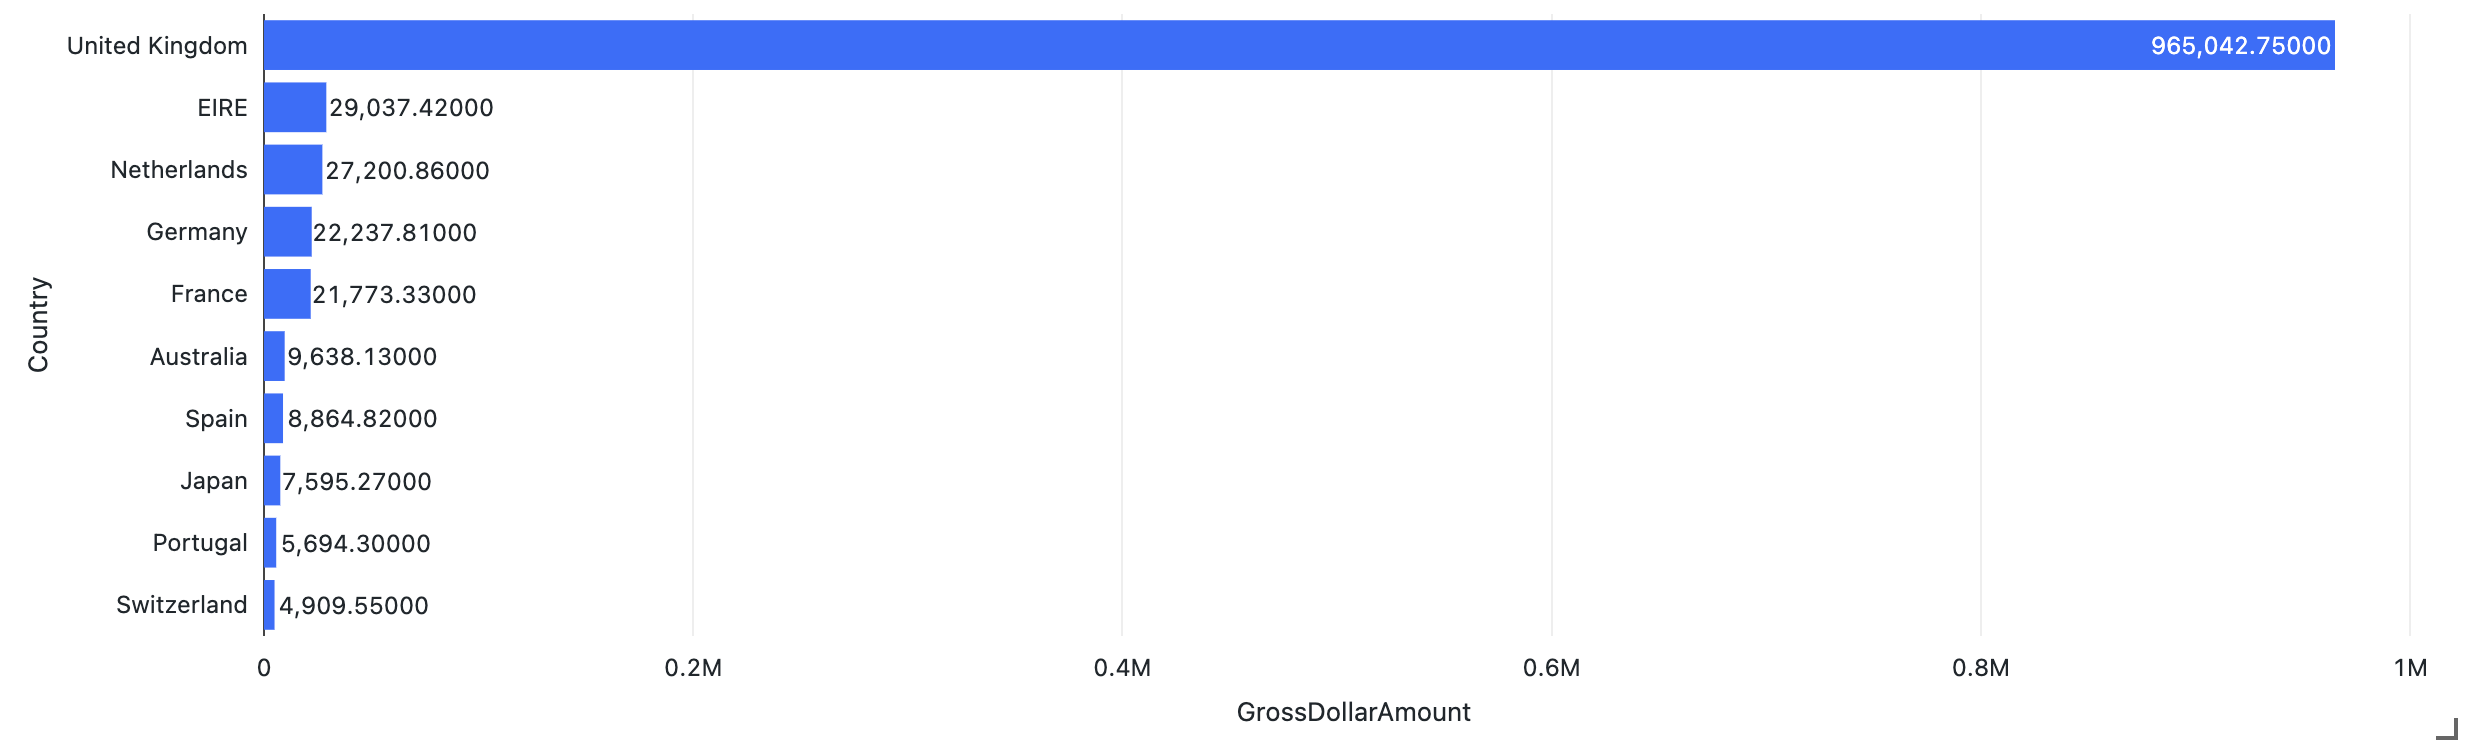 United Kingdom 965,042.75000
EIRE 29,037.42000
Netherlands 27,200.86000
Germany 22,237.81000
France 21,773.33000
Australia 9,638.13000
Spain 8,864.82000
Japan 7,595.27000
Portugal 5,694.30000
Switzerland 4,909.55000
Country
0 0.2M 0.4M 0.6M 0.8M 1M
GrossDollarAmount